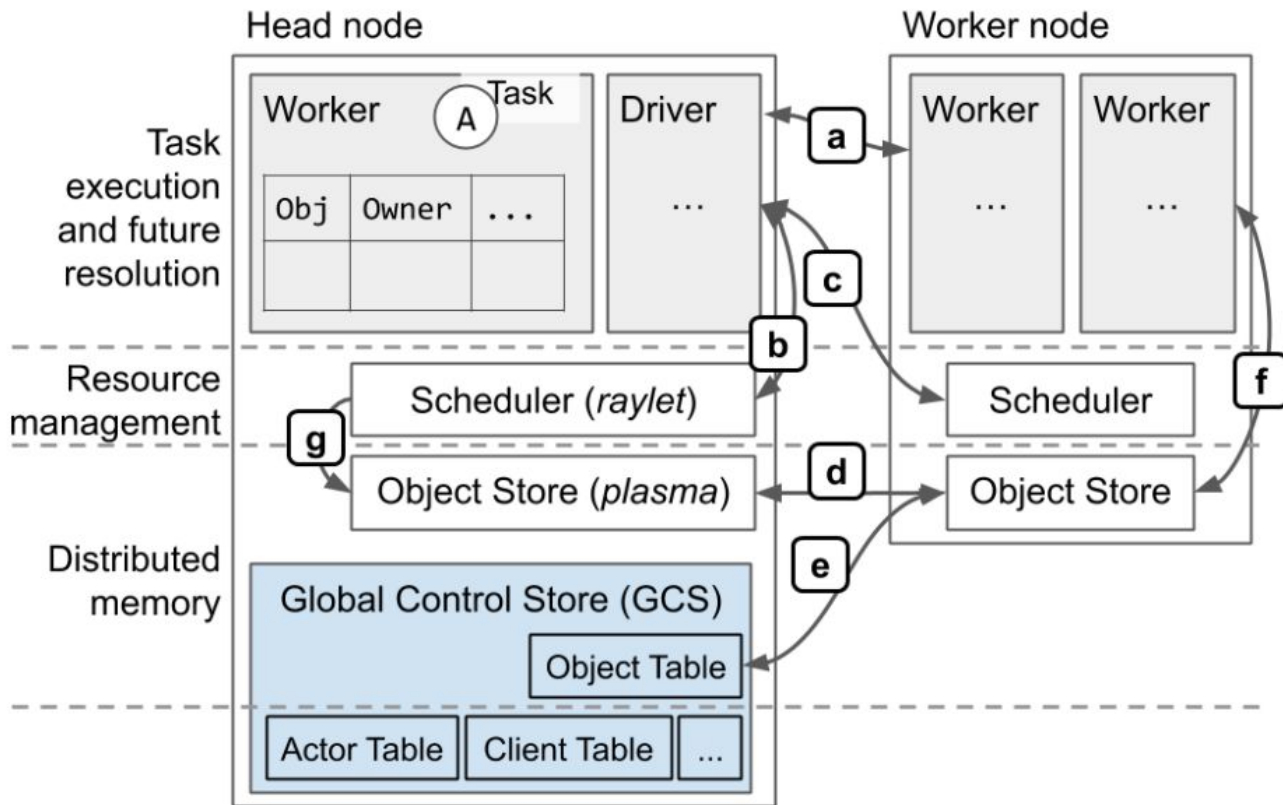 Head node
Worker node
Task
execution
and future
resolution
Worker
Task
A
Obj
Owner
...
Driver
...
a
Worker
...
Worker
...
c
b
f
Resource
management
Scheduler (raylet)
Scheduler
g
d
Object Store (plasma)
Object Store
e
Distributed
memory
Global Control Store (GCS)
Object Table
Actor Table
Client Table
...